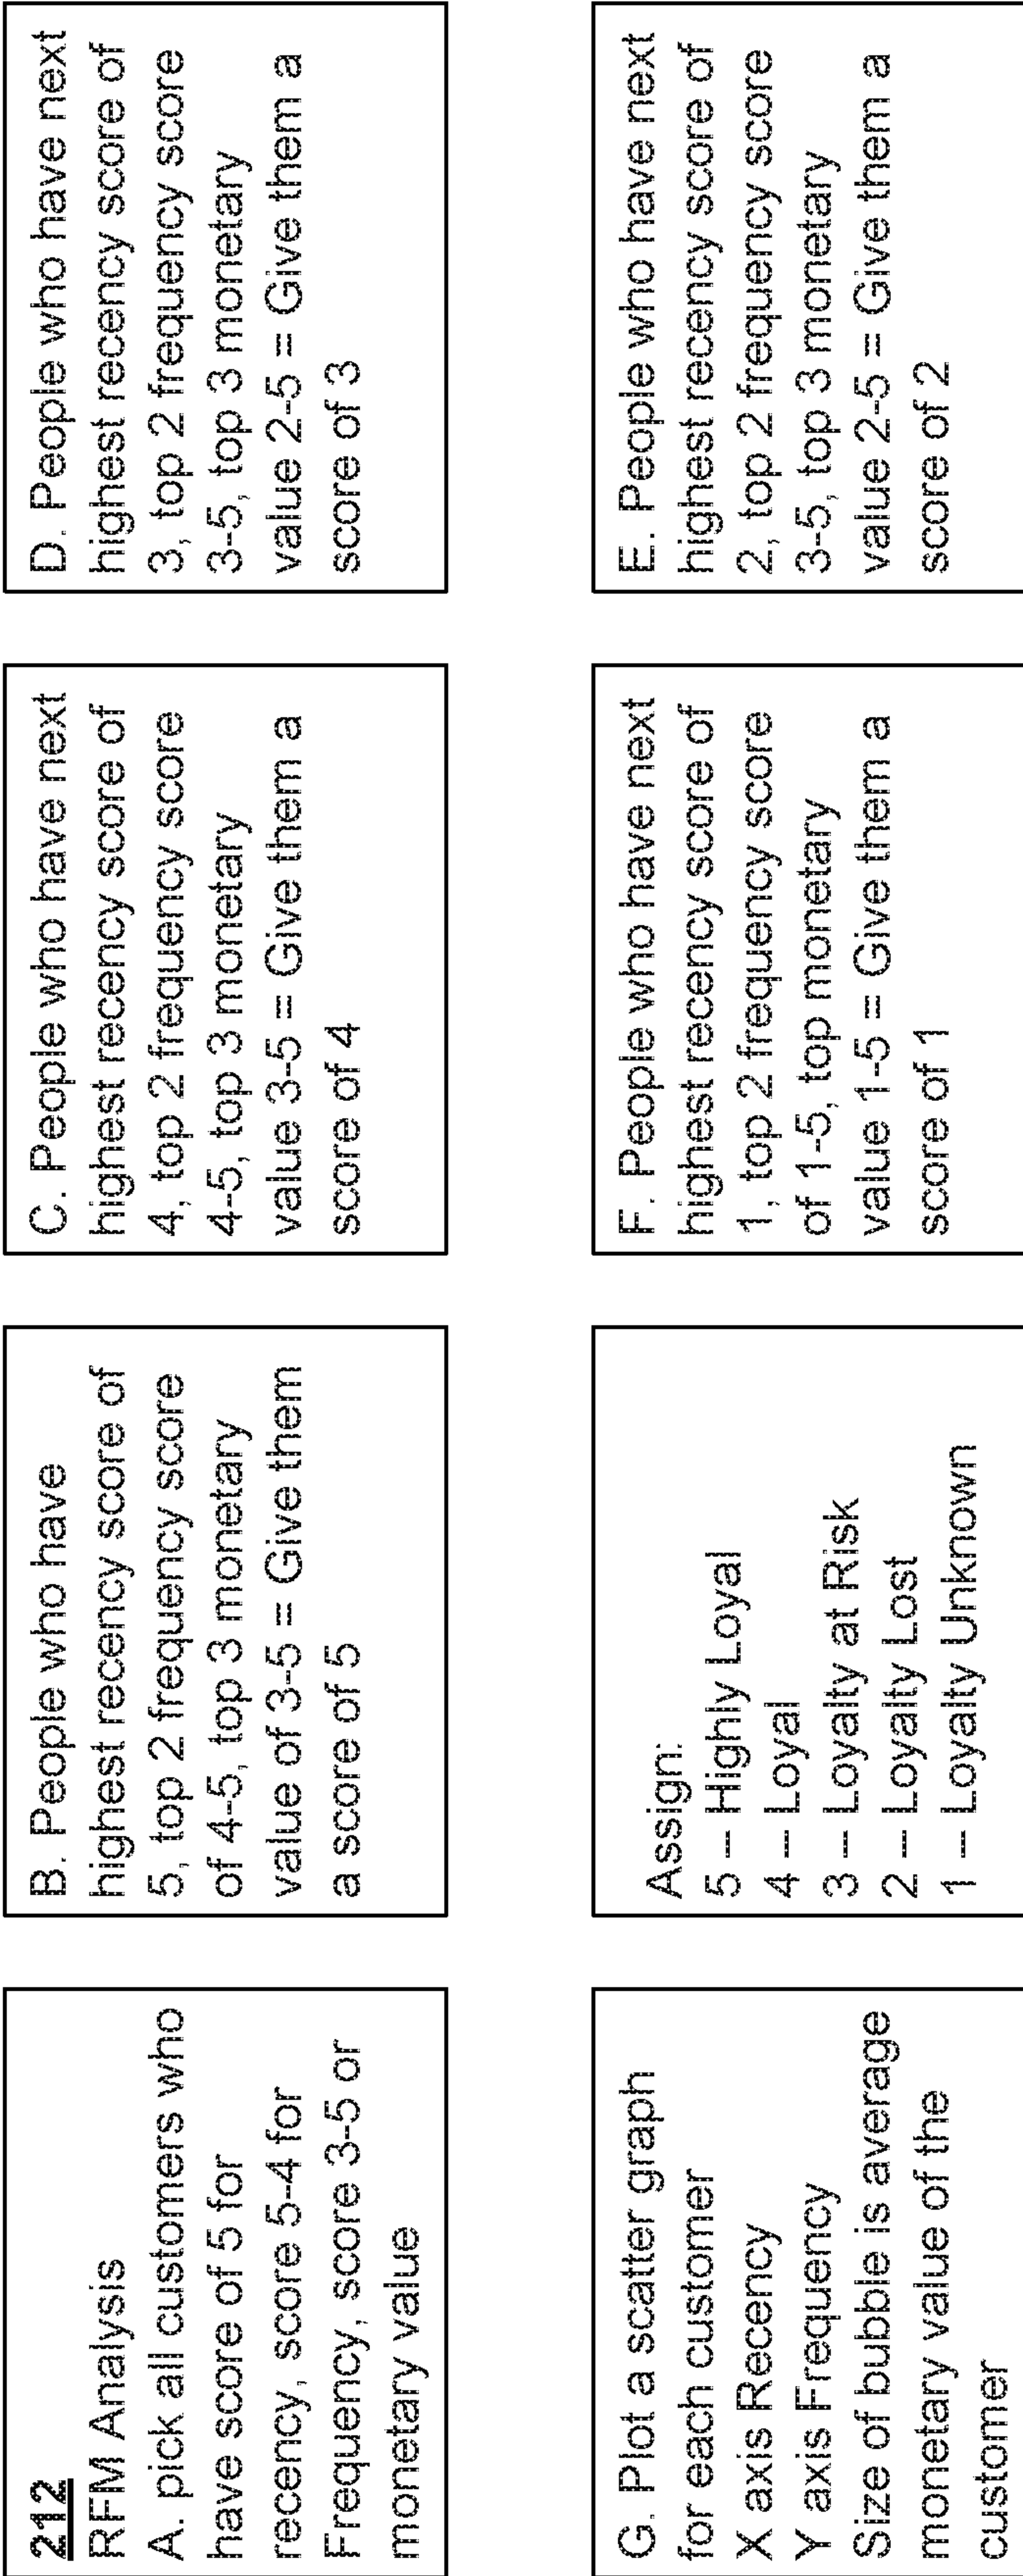 212
RFM Analysis
A. pick all customers who
have score of 5 for
recency, score 5-4 for
Frequency, score 3-5 or
monetary value
B. People who have
highest recency score of
5, top 2 frequency score
of 4-5, top 3 monetary
value of 3-5 = Give them
a score of 5
C. People who have next
highest recency score of
4, top 2 frequency score
4-5, top 3 monetary
value 3-5 = Give them a
score of 4
D. People who have next
highest recency score of
3, top 2 frequency score
3-5, top 3 monetary
value 2-5 = Give them a
score of 3
G. Plot a scatter graph
for each customer
X axis Recency
Y axis Frequency
Size of bubble is average
monetary value of the
customer
Assign:
5 -- Highly Loyal
4 -- Loyal
3 -- Loyalty at Risk
2 -- Loyalty Lost
1 -- Loyalty Unknown
F. People who have next
highest recency score of
1, top 2 frequency score
of 1-5, top monetary
value 1-5 = Give them a
score of 1
E. People who have next
highest recency score of
2, top 2 frequency score
3-5, top 3 monetary
value 2-5 = Give them a
score of 2